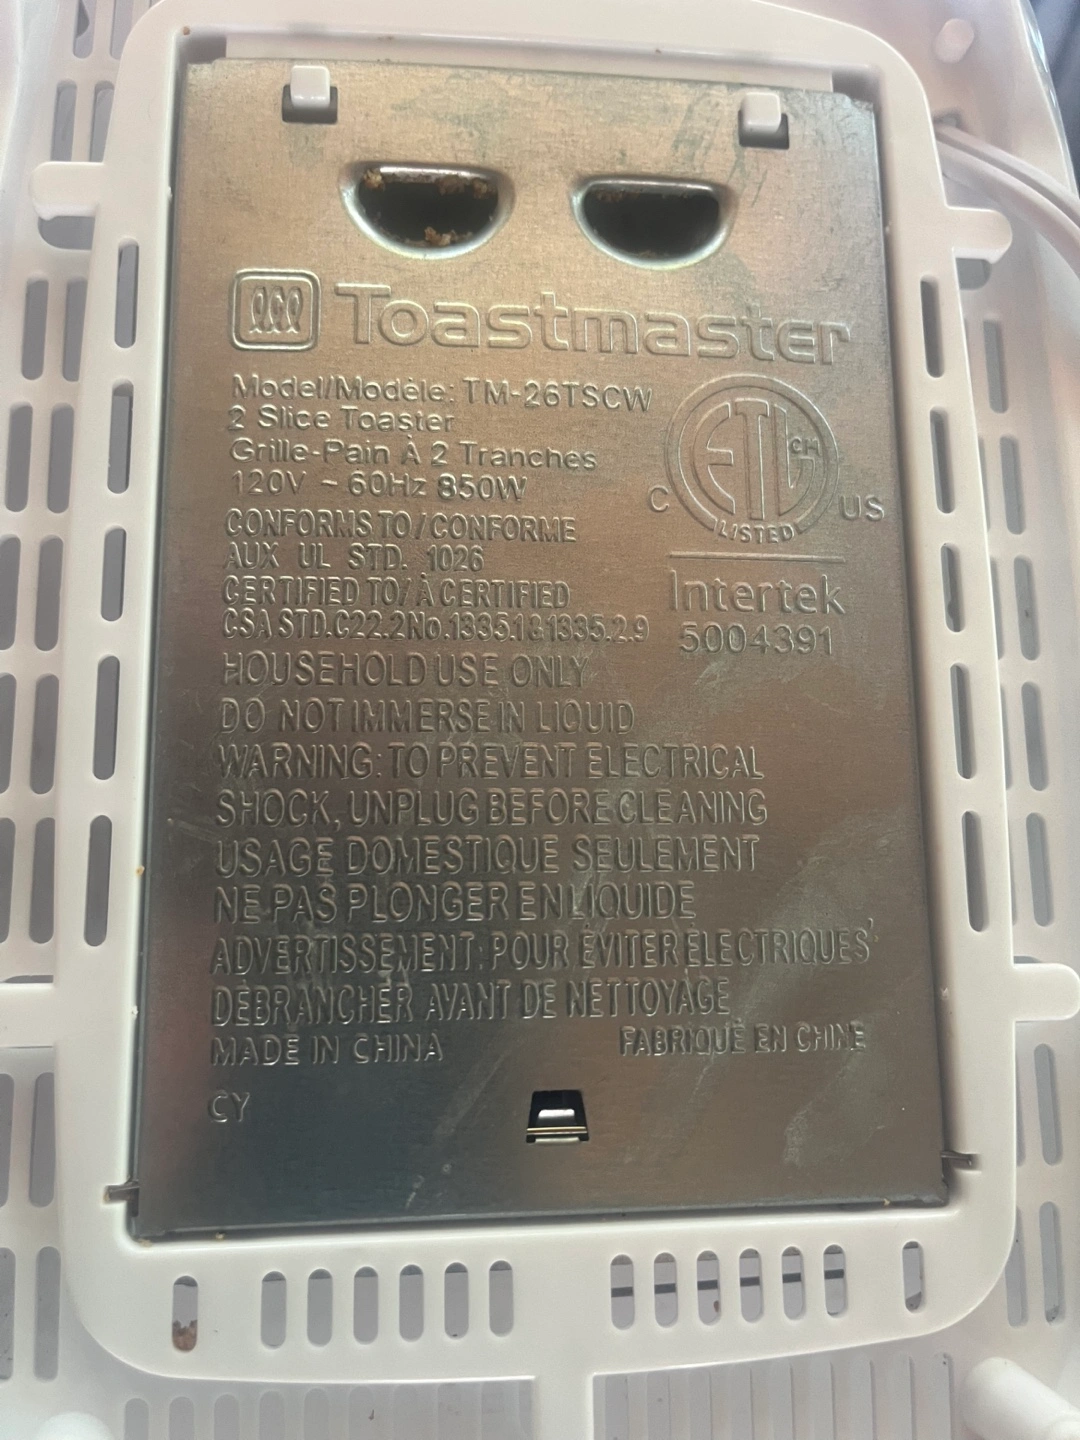 Toastmaster
Model/Modèle: TM-26TSCW
2 Slice Toaster
Grille-Pain À 2 Tranches
120V ~ 60Hz 850W
CONFORMS TO / CONFORME
AUX UL STD. 1026
CERTIFIED TO/ À CERTIFIED
CSA STD.C22.2No.1335.1&1335.2.9
ETL CM
LISTED
C US
Intertek
5004391
HOUSEHOLD USE ONLY
DO NOT IMMERSE IN LIQUID
WARNING: TO PREVENT ELECTRICAL
SHOCK, UNPLUG BEFORE CLEANING
USAGE DOMESTIQUE SEULEMENT
NE PAS PLONGER EN LIQUIDE
ADVERTISSEMENT: POUR ÉVITER ÉLECTRIQUES
DÉBRANCHER AVANT DE NETTOYAGE
MADE IN CHINA FABRIQUÉ EN CHINE
CY